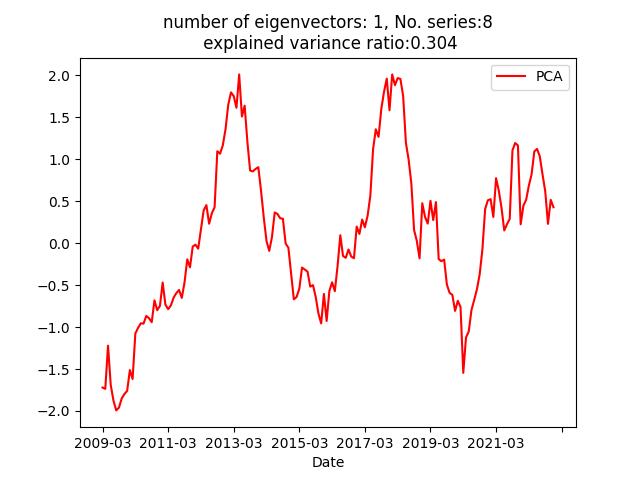 number of eigenvectors: 1, No. series:8
explained variance ratio:0.304
PCA
2.0
1.5
1.0
0.5
0.0
−0.5
−1.0
−1.5
−2.0
2009-03 2011-03 2013-03 2015-03 2017-03 2019-03 2021-03
Date